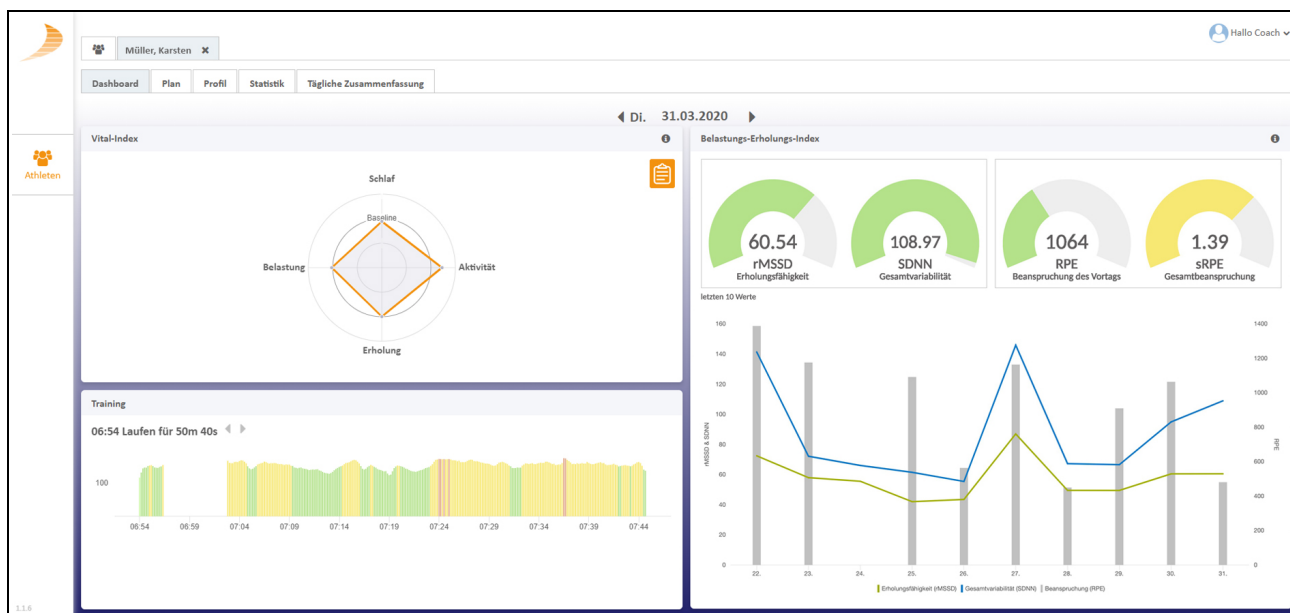 Hallo Coach
Müller, Karsten ✖
Dashboard Plan Profil Statistik Tägliche Zusammenfassung
Di. 31.03.2020
Athleten
Vital-Index
Schlaf
Baseline
Belastung
Aktivität
Erholung
Training
06:54 Laufen für 50m 40s
100
06:54 06:59 07:04 07:09 07:14 07:19 07:24 07:29 07:34 07:39 07:44
Belastungs-Erholungs-Index
60.54
rMSSD
Erholungsfähigkeit
108.97
SDNN
Gesamtvariabilität
1064
RPE
Beanspruchung des Vortags
1.39
sRPE
Gesamtbeanspruchung
letzten 10 Werte
160
140
120
100
80
60
40
20
0
rMSSD & SDNN
1400
1200
1000
800
600
400
200
0
RPE
22. 23. 24. 25. 26. 27. 28. 29. 30. 31.
Erholungsfähigkeit (rMSSD) Gesamtvariabilität (SDNN) Beanspruchung (RPE)
1.1.6